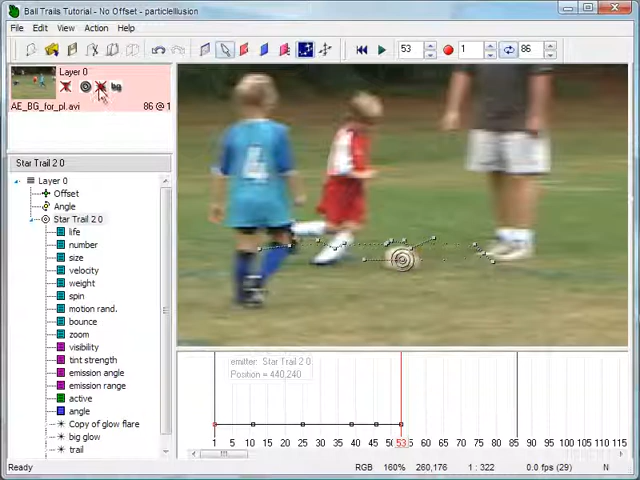 Ball Trails Tutorial - No Offset - particleIllusion
File Edit View Action Help
53 1 86
Layer 0
bg
AE_BG_for_pI.avi 86 @ 1
Star Trail 2 0
Layer 0
Offset
Angle
Star Trail 2 0
life
number
size
velocity
weight
spin
motion rand.
bounce
zoom
visibility
tint strength
emission angle
emission range
active
angle
Copy of glow flare
big glow
trail
4
emitter: Star Trail 2 0
Position = 440,240
1 5 10 15 20 25 30 35 40 45 50 53 55 60 65 70 75 80 85 90 95 100 105 110 115
Ready RGB 160% 260,176 1 : 322 0.0 fps (29) N